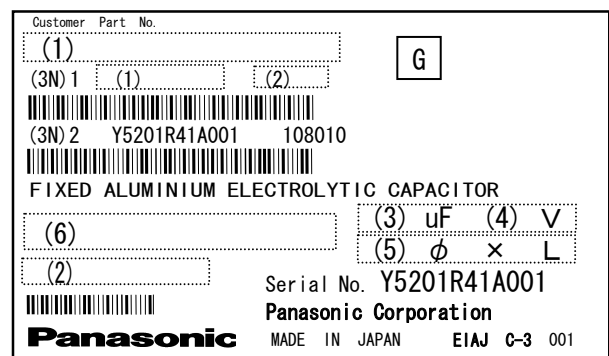 Customer Part No.
(1)
G
(3N) 1 (1) (2)
(3N) 2 Y5201R41A001 108010
FIXED ALUMINIUM ELECTROLYTIC CAPACITOR
(3) uF (4) V
(6)
(5) φ × L
(2)
Serial No. Y5201R41A001
Panasonic Corporation
Panasonic MADE IN JAPAN EIAJ C-3 001